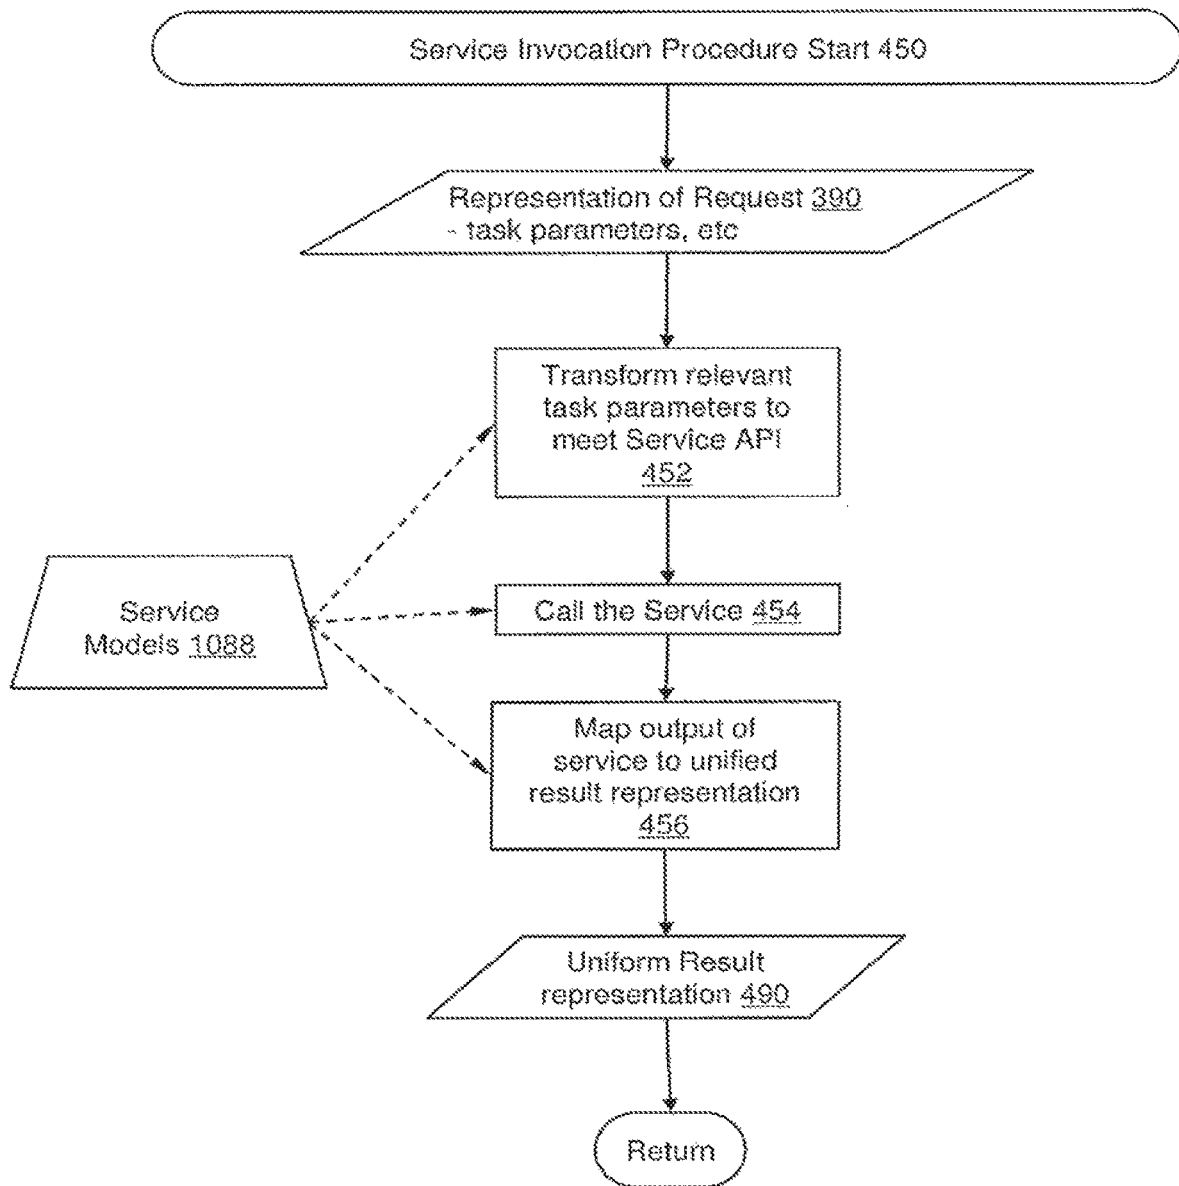 Service Invocation Procedure Start 450
Representation of Request 390
- task parameters, etc
Transform relevant
task parameters to
meet Service API
452
Service
Models 1088
Call the Service 454
Map output of
service to unified
result representation
456
Uniform Result
representation 490
Return